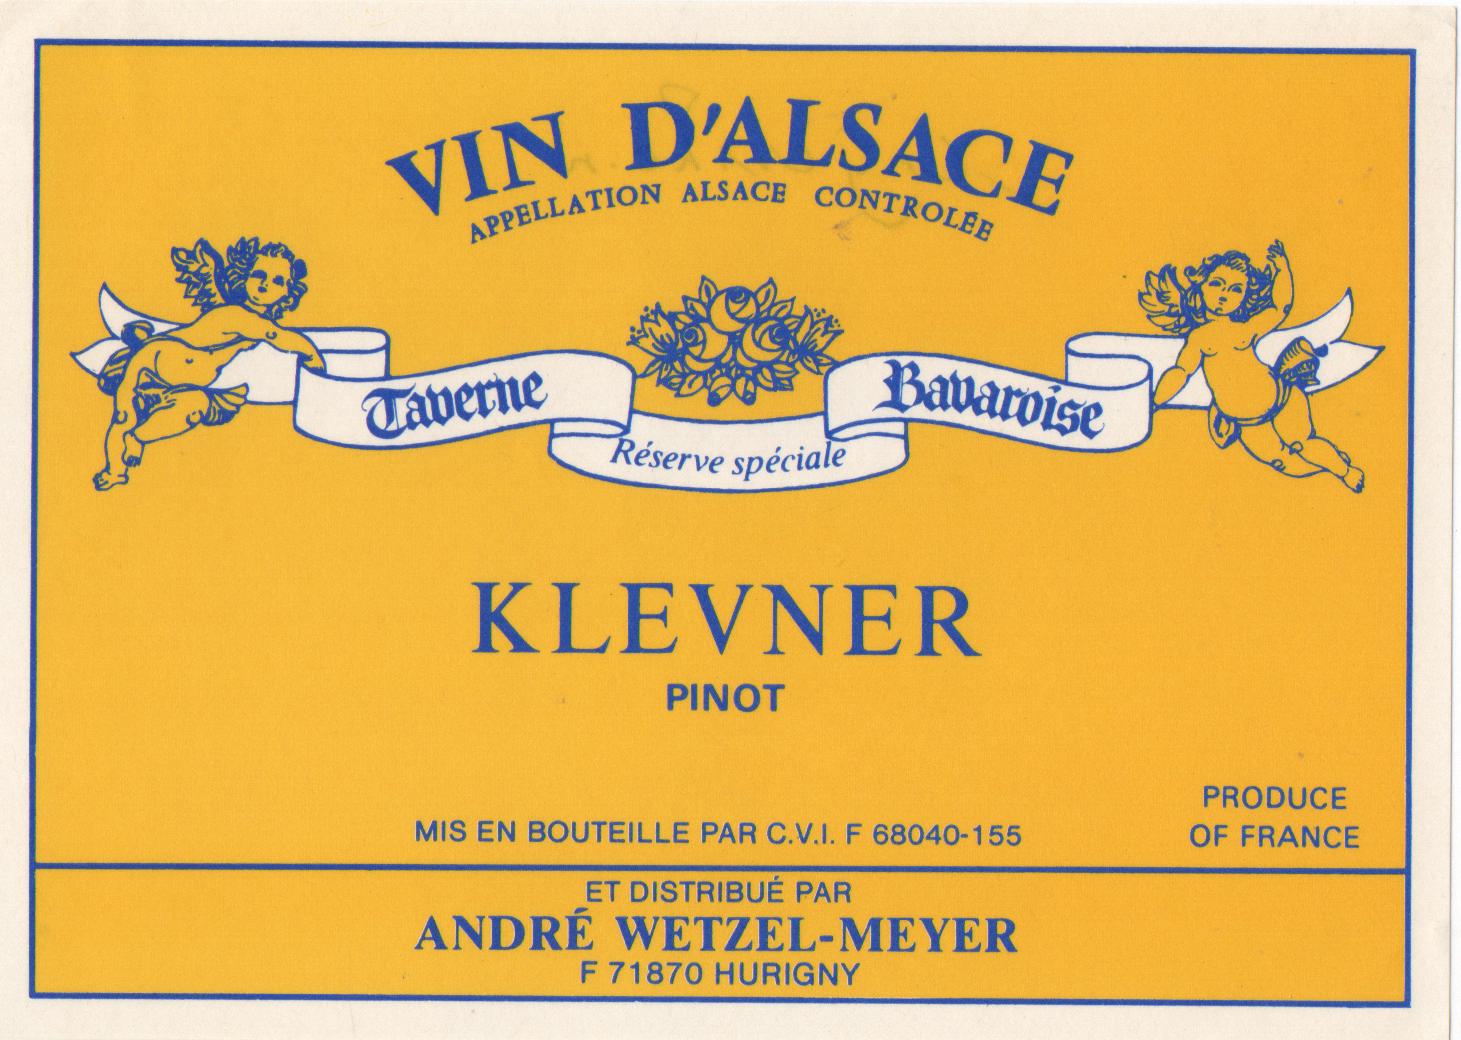 VIN D'ALSACE
APPELLATION ALSACE CONTROLÉE
Taverne Bavaroise
Réserve spéciale
KLEVNER
PINOT
PRODUCE
OF FRANCE
MIS EN BOUTEILLE PAR C.V.I. F 68040-155
ET DISTRIBUÉ PAR
ANDRÉ WETZEL-MEYER
F 71870 HURIGNY